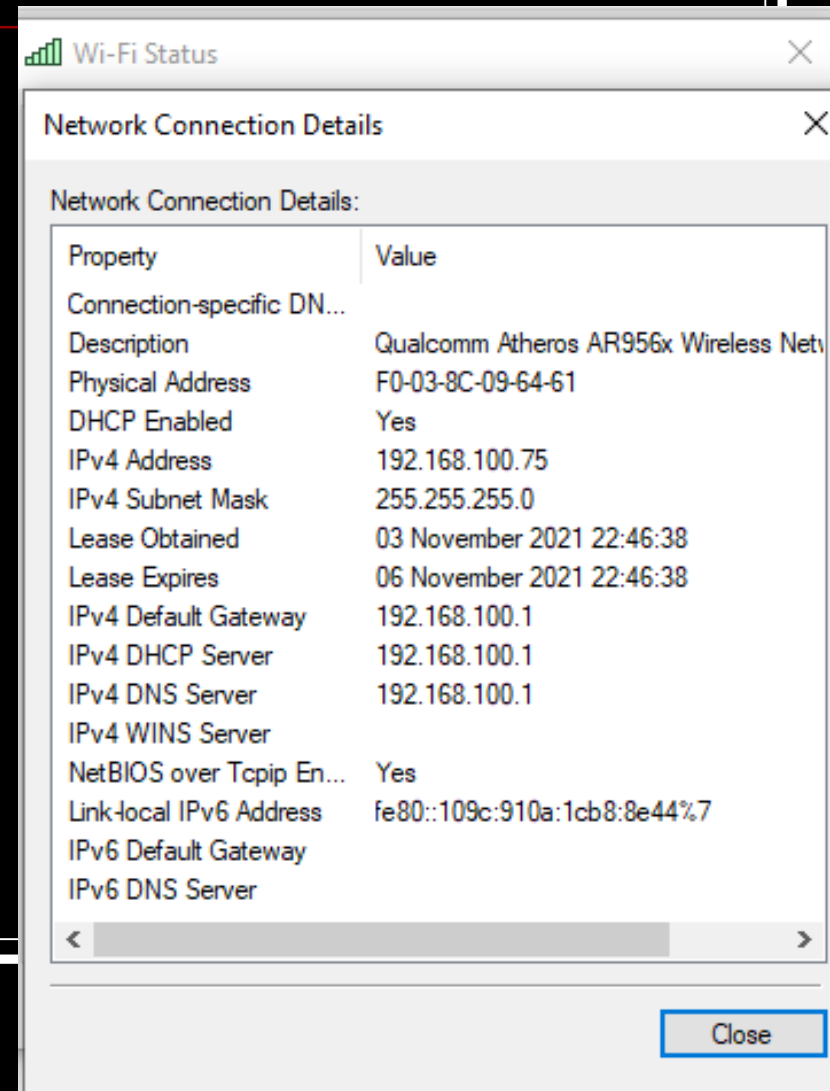 Wi-Fi Status
Network Connection Details
Network Connection Details:
Property Value
Connection-specific DN...
Description Qualcomm Atheros AR956x Wireless Netw
Physical Address F0-03-8C-09-64-61
DHCP Enabled Yes
IPv4 Address 192.168.100.75
IPv4 Subnet Mask 255.255.255.0
Lease Obtained 03 November 2021 22:46:38
Lease Expires 06 November 2021 22:46:38
IPv4 Default Gateway 192.168.100.1
IPv4 DHCP Server 192.168.100.1
IPv4 DNS Server 192.168.100.1
IPv4 WINS Server
NetBIOS over Tcpip En... Yes
Link-local IPv6 Address fe80::109c:910a:1cb8:8e44%7
IPv6 Default Gateway
IPv6 DNS Server
Close